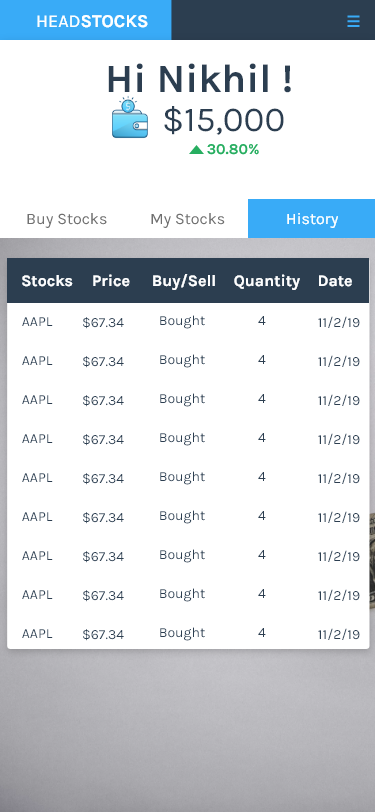 HEADSTOCKS
Hi Nikhil !
$15,000
30.80%
Buy Stocks My Stocks History
Stocks Price Buy/Sell Quantity Date
AAPL $67.34 Bought 4 11/2/19
AAPL $67.34 Bought 4 11/2/19
AAPL $67.34 Bought 4 11/2/19
AAPL $67.34 Bought 4 11/2/19
AAPL $67.34 Bought 4 11/2/19
AAPL $67.34 Bought 4 11/2/19
AAPL $67.34 Bought 4 11/2/19
AAPL $67.34 Bought 4 11/2/19
AAPL $67.34 Bought 4 11/2/19